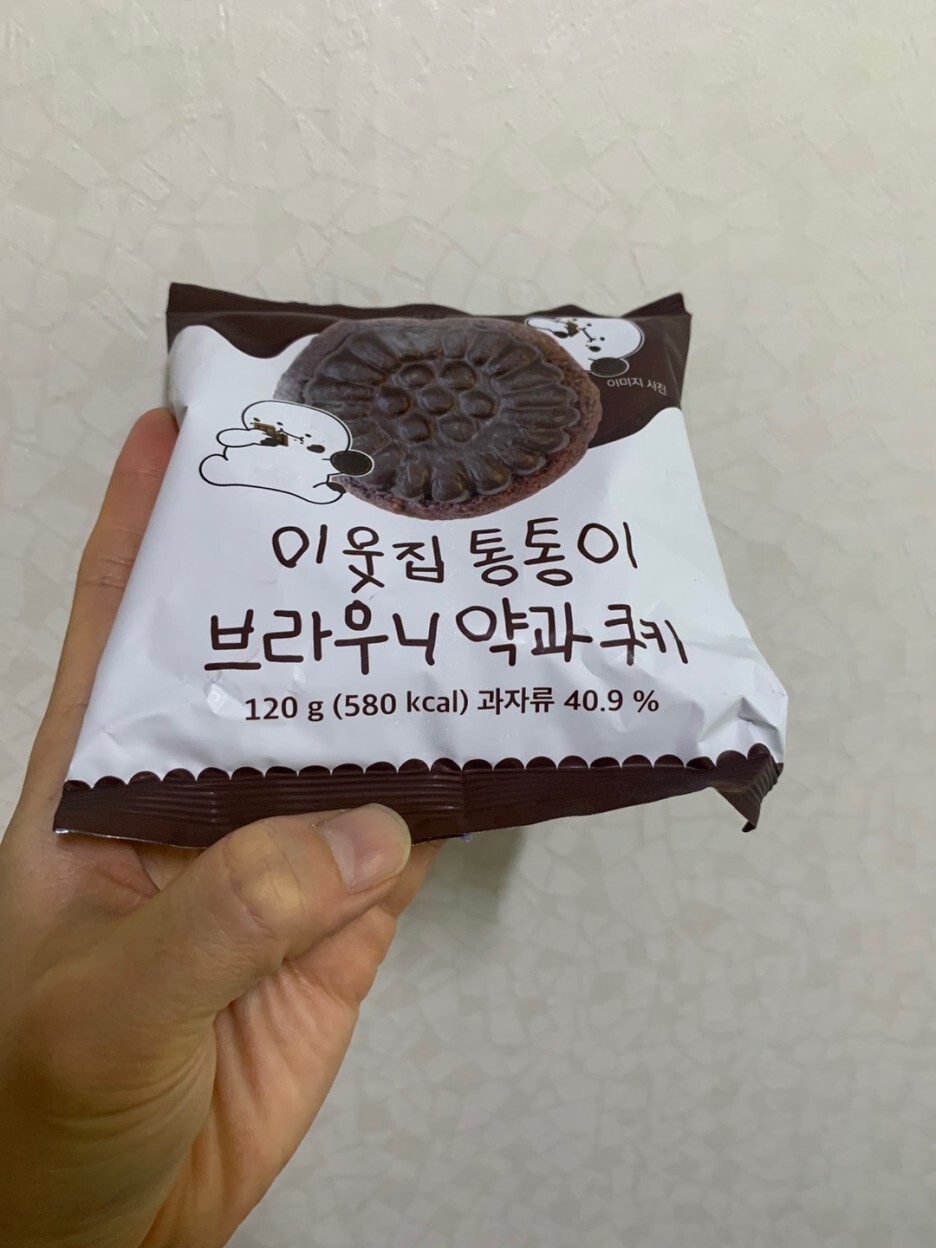 이미지 사진
이웃집 통통이
브라우니 약과 쿠키
120 g (580 kcal) 과자류 40.9 %